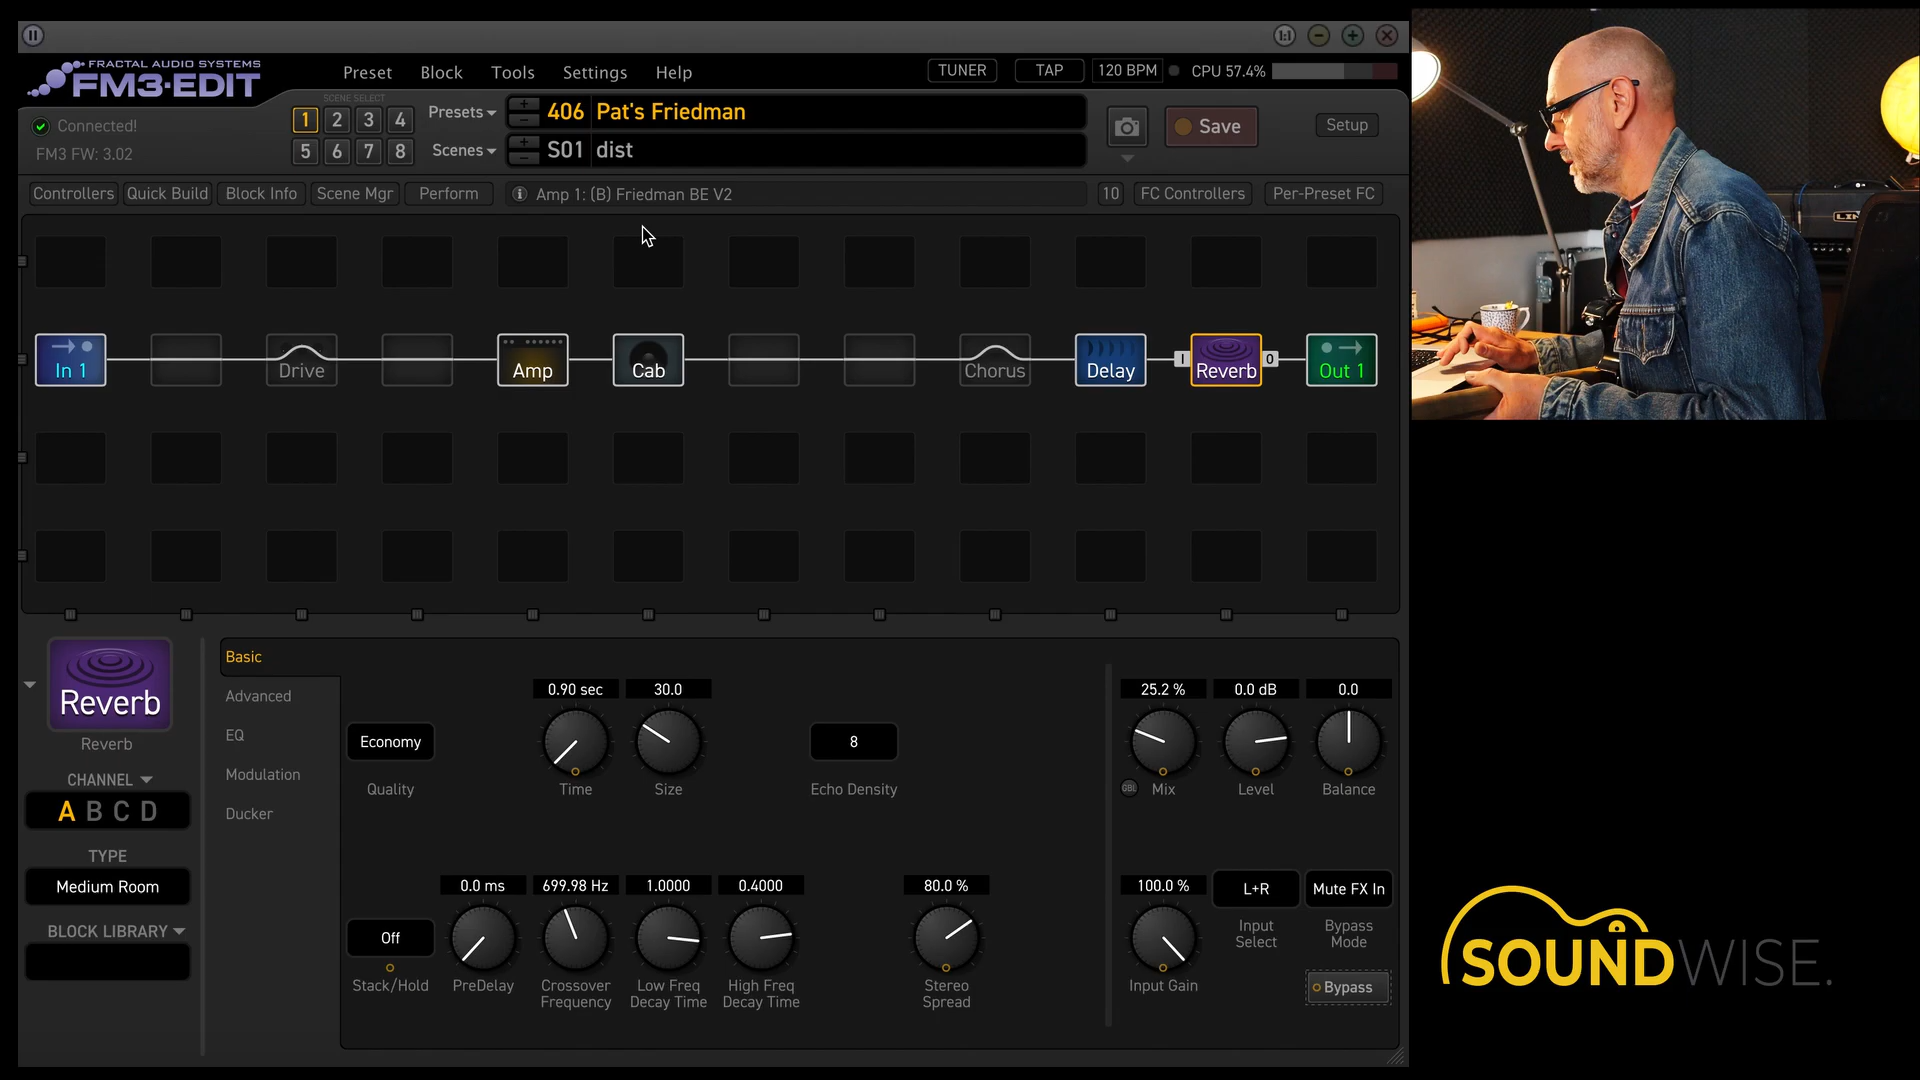 1:1
FRACTAL AUDIO SYSTEMS
FM3-EDIT
Preset Block Tools Settings Help
TUNER TAP 120 BPM CPU 57.4%
SCENE SELECT
1 2 3 4
5 6 7 8
Connected!
FM3 FW: 3.02
Presets 406 Pat's Friedman
Scenes S01 dist
Save
Setup
Controllers Quick Build Block Info Scene Mgr Perform
Amp 1: (B) Friedman BE V2
10 FC Controllers Per-Preset FC
In 1 Drive Amp Cab Chorus Delay I Reverb O Out 1
Reverb
Reverb
CHANNEL
A B C D
TYPE
Medium Room
BLOCK LIBRARY
Basic
Advanced
EQ
Modulation
Ducker
0.90 sec 30.0 25.2 % 0.0 dB 0.0
Economy 8
Quality Time Size Echo Density GBL Mix Level Balance
0.0 ms 699.98 Hz 1.0000 0.4000 80.0 % 100.0 % L+R Mute FX In
Off
Stack/Hold PreDelay Crossover Frequency Low Freq Decay Time High Freq Decay Time Stereo Spread Input Gain Input Select Bypass Mode
Bypass
SOUNDWISE.